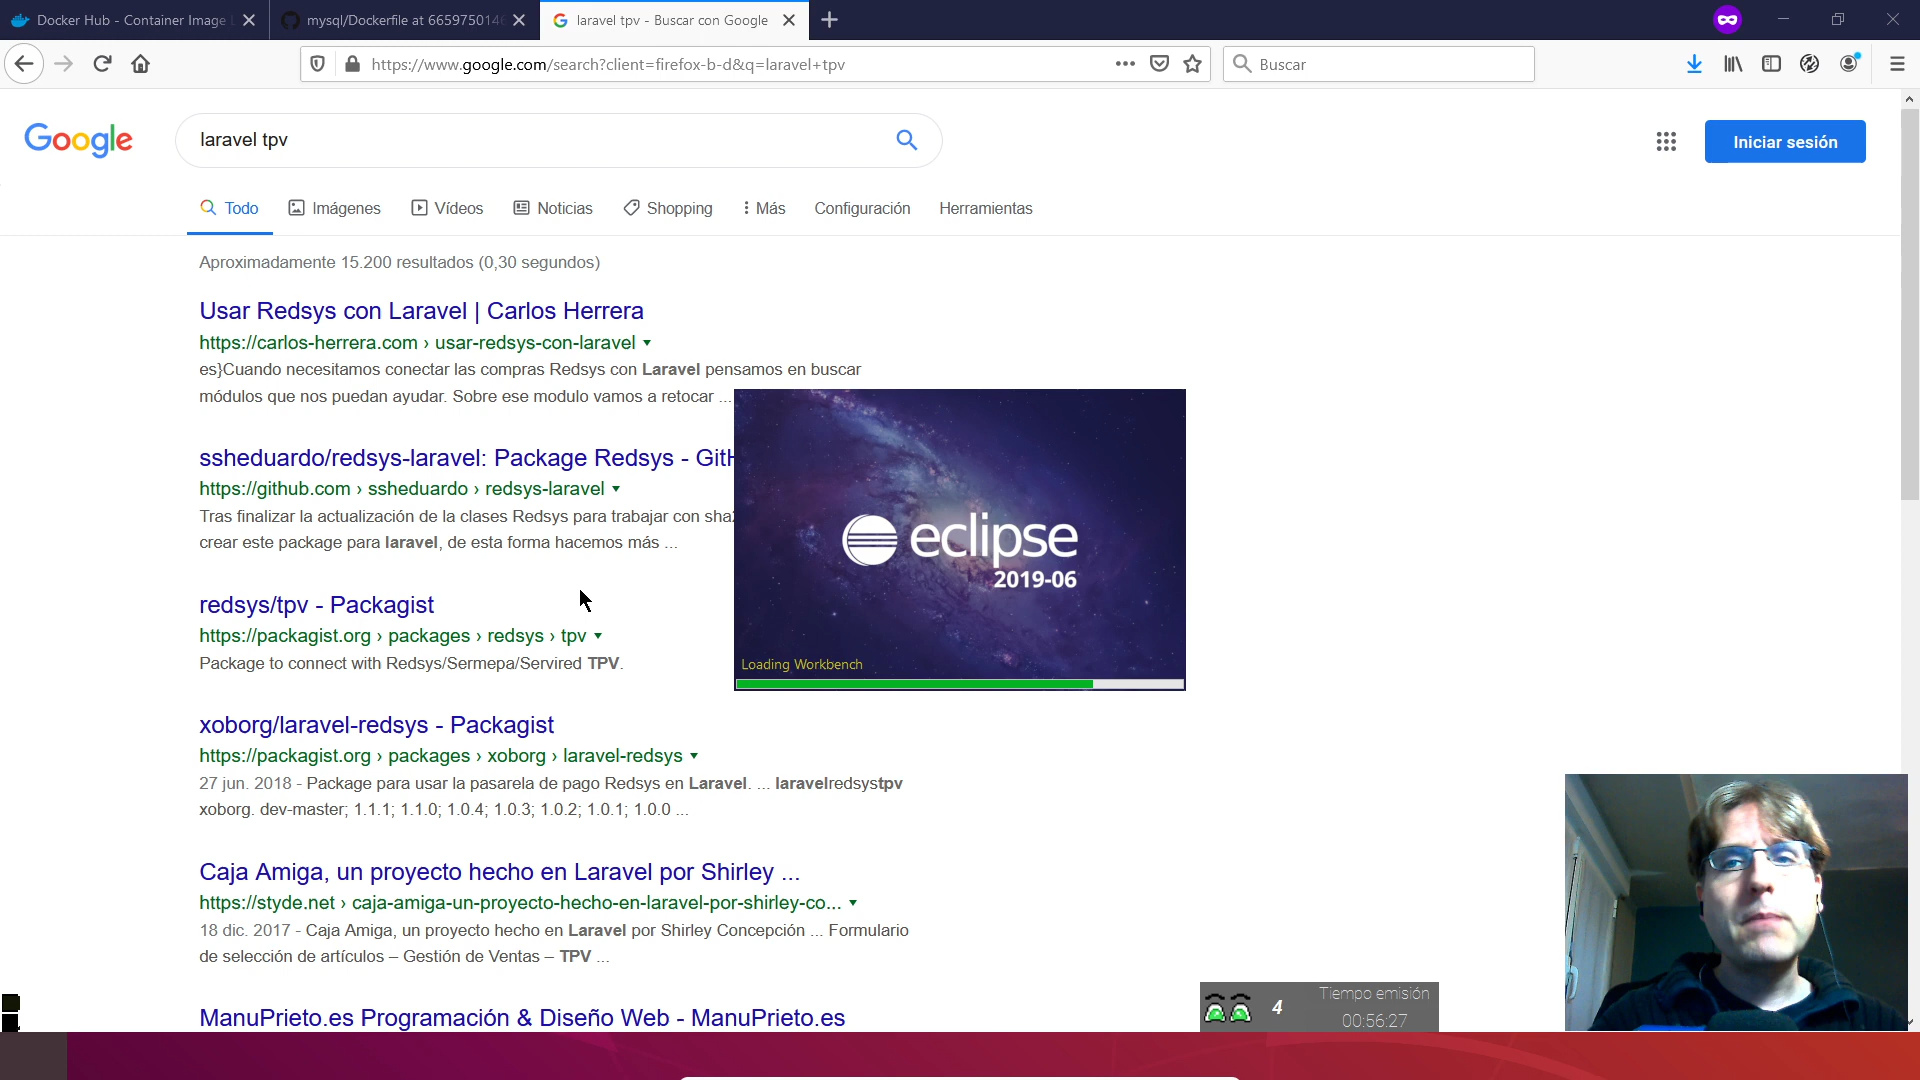 Docker Hub - Container Image
mysql/Dockerfile at 665975014
laravel tpv - Buscar con Google
https://www.google.com/search?client=firefox-b-d&q=laravel+tpv
Buscar
Google
laravel tpv
Iniciar sesión
Todo
Imágenes
Vídeos
Noticias
Shopping
Más
Configuración
Herramientas
Aproximadamente 15.200 resultados (0,30 segundos)
Usar Redsys con Laravel | Carlos Herrera
https://carlos-herrera.com › usar-redsys-con-laravel
es}Cuando necesitamos conectar las compras Redsys con Laravel pensamos en buscar
módulos que nos puedan ayudar. Sobre ese modulo vamos a retocar ...
ssheduardo/redsys-laravel: Package Redsys - GitH
https://github.com › ssheduardo › redsys-laravel
Tras finalizar la actualización de la clases Redsys para trabajar con sha2
crear este package para laravel, de esta forma hacemos más ...
redsys/tpv - Packagist
https://packagist.org › packages › redsys › tpv
Package to connect with Redsys/Sermepa/Servired TPV.
eclipse
2019-06
Loading Workbench
xoborg/laravel-redsys - Packagist
https://packagist.org › packages › xoborg › laravel-redsys
27 jun. 2018 - Package para usar la pasarela de pago Redsys en Laravel. ... laravelredsystpv
xoborg. dev-master; 1.1.1; 1.1.0; 1.0.4; 1.0.3; 1.0.2; 1.0.1; 1.0.0 ...
Caja Amiga, un proyecto hecho en Laravel por Shirley ...
https://styde.net › caja-amiga-un-proyecto-hecho-en-laravel-por-shirley-co...
18 dic. 2017 - Caja Amiga, un proyecto hecho en Laravel por Shirley Concepción ... Formulario
de selección de artículos – Gestión de Ventas – TPV ...
ManuPrieto.es Programación & Diseño Web - ManuPrieto.es
4
Tiempo emisión
00:56:27